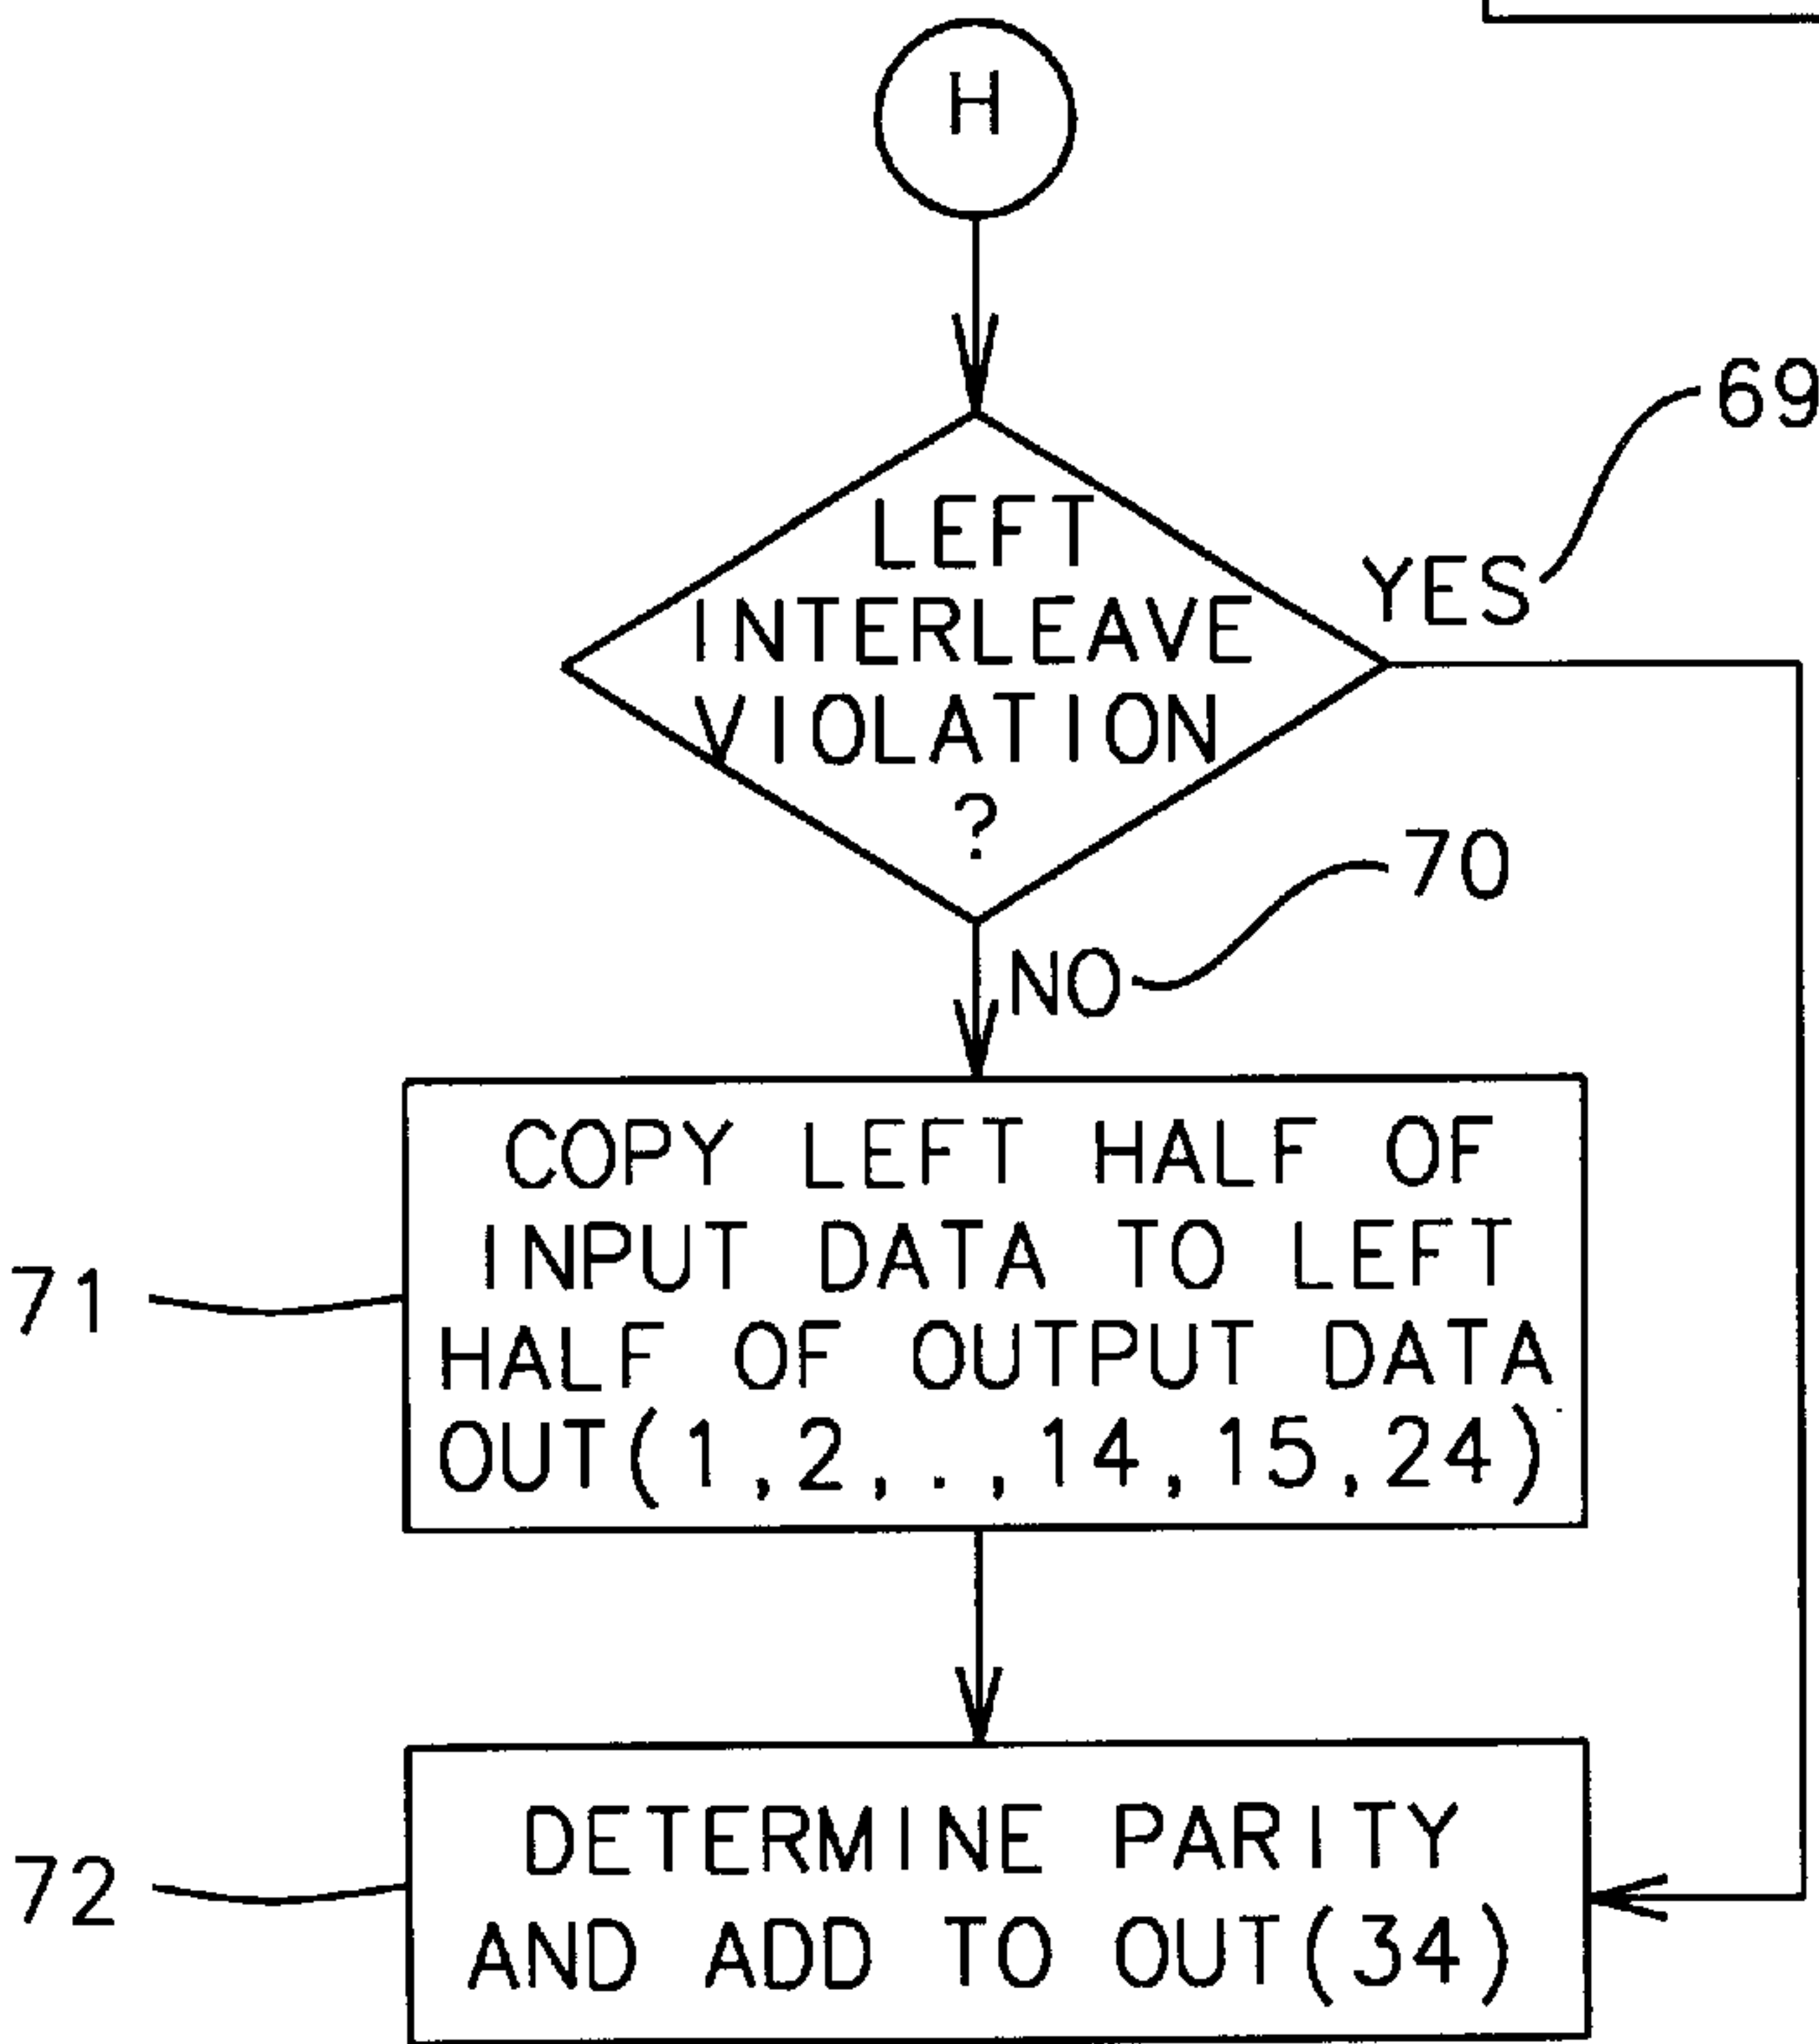 H
69
LEFT
INTERLEAVE
VIOLATION
?
YES
70
NO
COPY LEFT HALF OF
INPUT DATA TO LEFT
HALF OF OUTPUT DATA
OUT(1,2,.,14,15,24)
71
DETERMINE PARITY
AND ADD TO OUT(34)
72